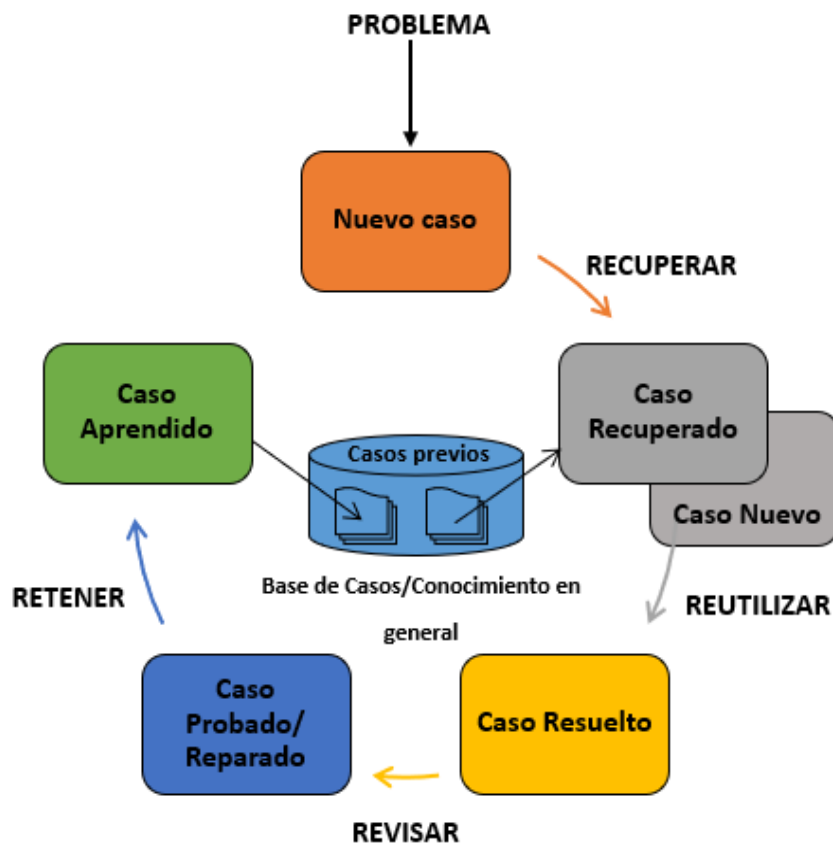 PROBLEMA
Nuevo caso
RECUPERAR
Caso
Recuperado
Caso Nuevo
Caso
Aprendido
Casos previos
Base de Casos/Conocimiento en
general
RETENER
REUTILIZAR
Caso
Probado/
Reparado
Caso Resuelto
REVISAR